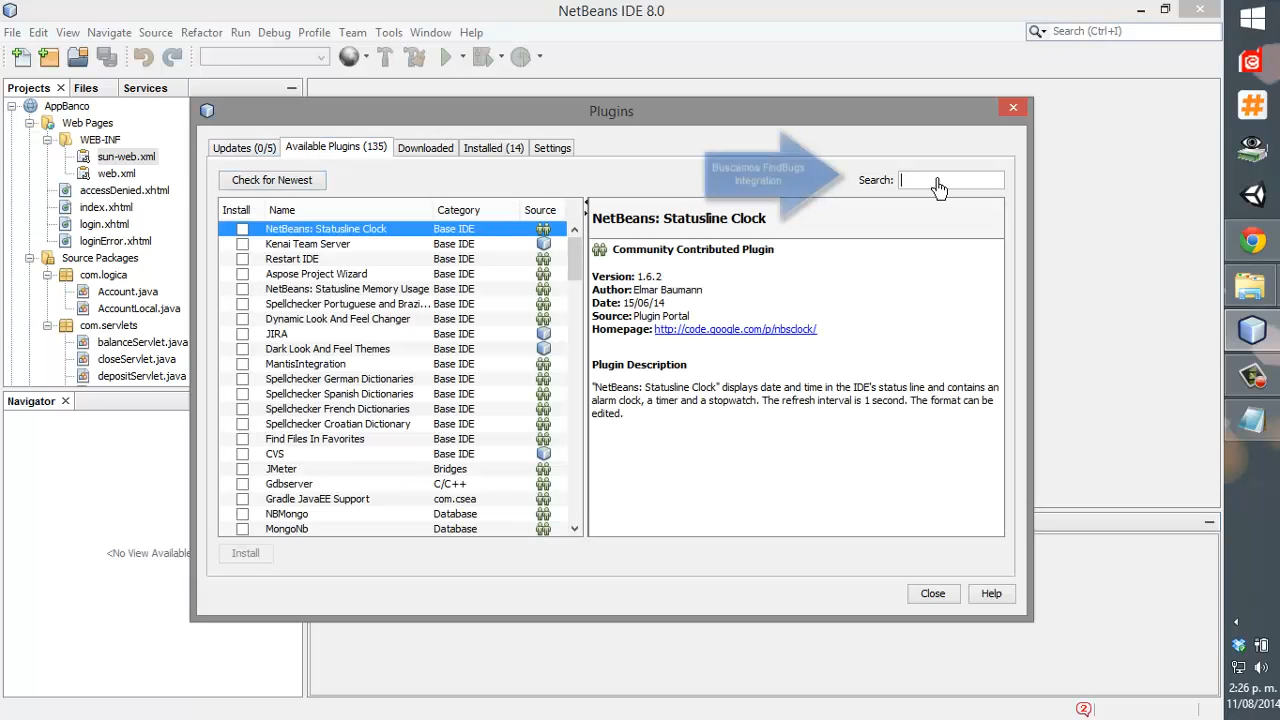 NetBeans IDE 8.0
File Edit View Navigate Source Refactor Run Debug Profile Team Tools Window Help
Search (Ctrl+I)
Projects Files Services
AppBanco
Web Pages
WEB-INF
sun-web.xml
web.xml
accessDenied.xhtml
index.xhtml
login.xhtml
loginError.xhtml
Source Packages
com.logica
Account.java
AccountLocal.java
com.servlets
balanceServlet.java
closeServlet.java
depositServlet.java
Navigator
<No View Available
Plugins
Updates (0/5) Available Plugins (135) Downloaded Installed (14) Settings
Check for Newest
Buscamos FindBugs
Integration
Search:
Install Name Category Source
NetBeans: Statusline Clock Base IDE
Kenai Team Server Base IDE
Restart IDE Base IDE
Aspose Project Wizard Base IDE
NetBeans: Statusline Memory Usage Base IDE
Spellchecker Portuguese and Brazi... Base IDE
Dynamic Look And Feel Changer Base IDE
JIRA Base IDE
Dark Look And Feel Themes Base IDE
MantisIntegration Base IDE
Spellchecker German Dictionaries Base IDE
Spellchecker Spanish Dictionaries Base IDE
Spellchecker French Dictionaries Base IDE
Spellchecker Croatian Dictionary Base IDE
Find Files In Favorites Base IDE
CVS Base IDE
JMeter Bridges
Gdbserver C/C++
Gradle JavaEE Support com.csea
NBMongo Database
MongoNb Database
Install
NetBeans: Statusline Clock
Community Contributed Plugin
Version: 1.6.2
Author: Elmar Baumann
Date: 15/06/14
Source: Plugin Portal
Homepage: http://code.google.com/p/nbsclock/
Plugin Description
"NetBeans: Statusline Clock" displays date and time in the IDE's status line and contains an
alarm clock, a timer and a stopwatch. The refresh interval is 1 second. The format can be
edited.
Close Help
2
2:26 p. m.
11/08/2014